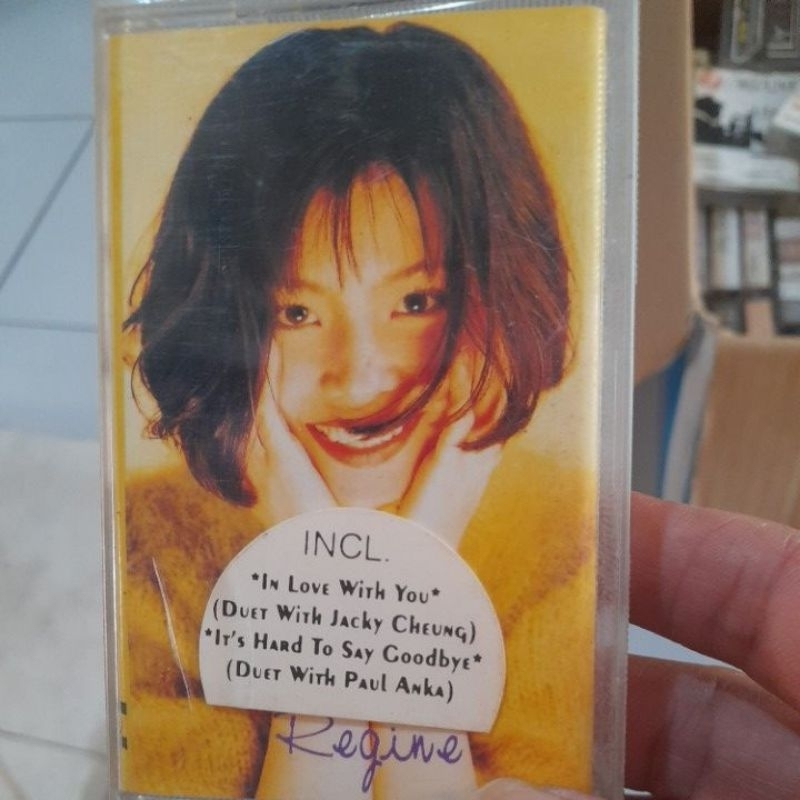 INCL.
*In Love With You*
(Duet With Jacky Cheung)
*It's Hard To Say Goodbye*
(Duet With Paul Anka)
Regine